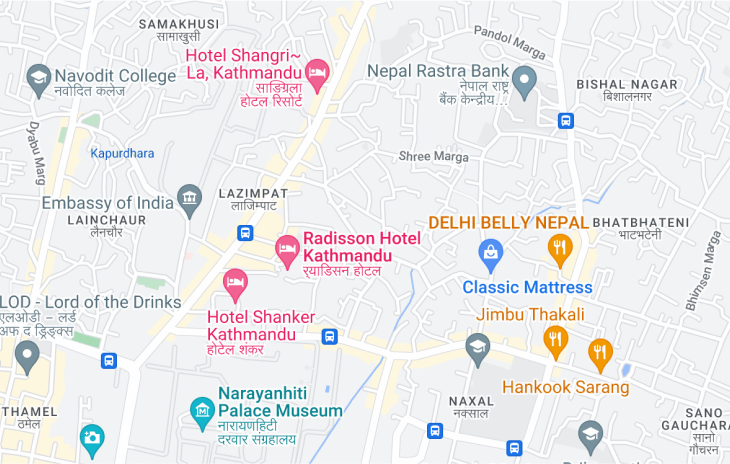 SAMAKHUSI
सामाखुसी
Pandol Marga
Hotel Shangri~
La, Kathmandu
साङ्ग्रिला
होटल रिसोर्ट
Navodit College
नवोदित कलेज
Nepal Rastra Bank
नेपाल राष्ट्र
बैंक केन्द्रीय...
BISHAL NAGAR
बिशालनगर
Dyabu Marg
Kapurdhara
Shree Marga
Embassy of India
LAZIMPAT
लाजिम्पाट
LAINCHAUR
लैनचौर
DELHI BELLY NEPAL
BHATBHATENI
भाटभटेनी
Radisson Hotel
Kathmandu
र्‍याडिसन होटल
Bhimsen Marga
Classic Mattress
LOD - Lord of the Drinks
एलओडी - लर्ड
अफ द ड्रिङ्क्स
Hotel Shanker
Kathmandu
होटेल शंकर
Jimbu Thakali
Hankook Sarang
Narayanhiti
Palace Museum
नारायणहिटी
दरवार संग्रहालय
THAMEL
ठमेल
NAXAL
नक्साल
SANO
GAUCHARA
सानो
गौचरन